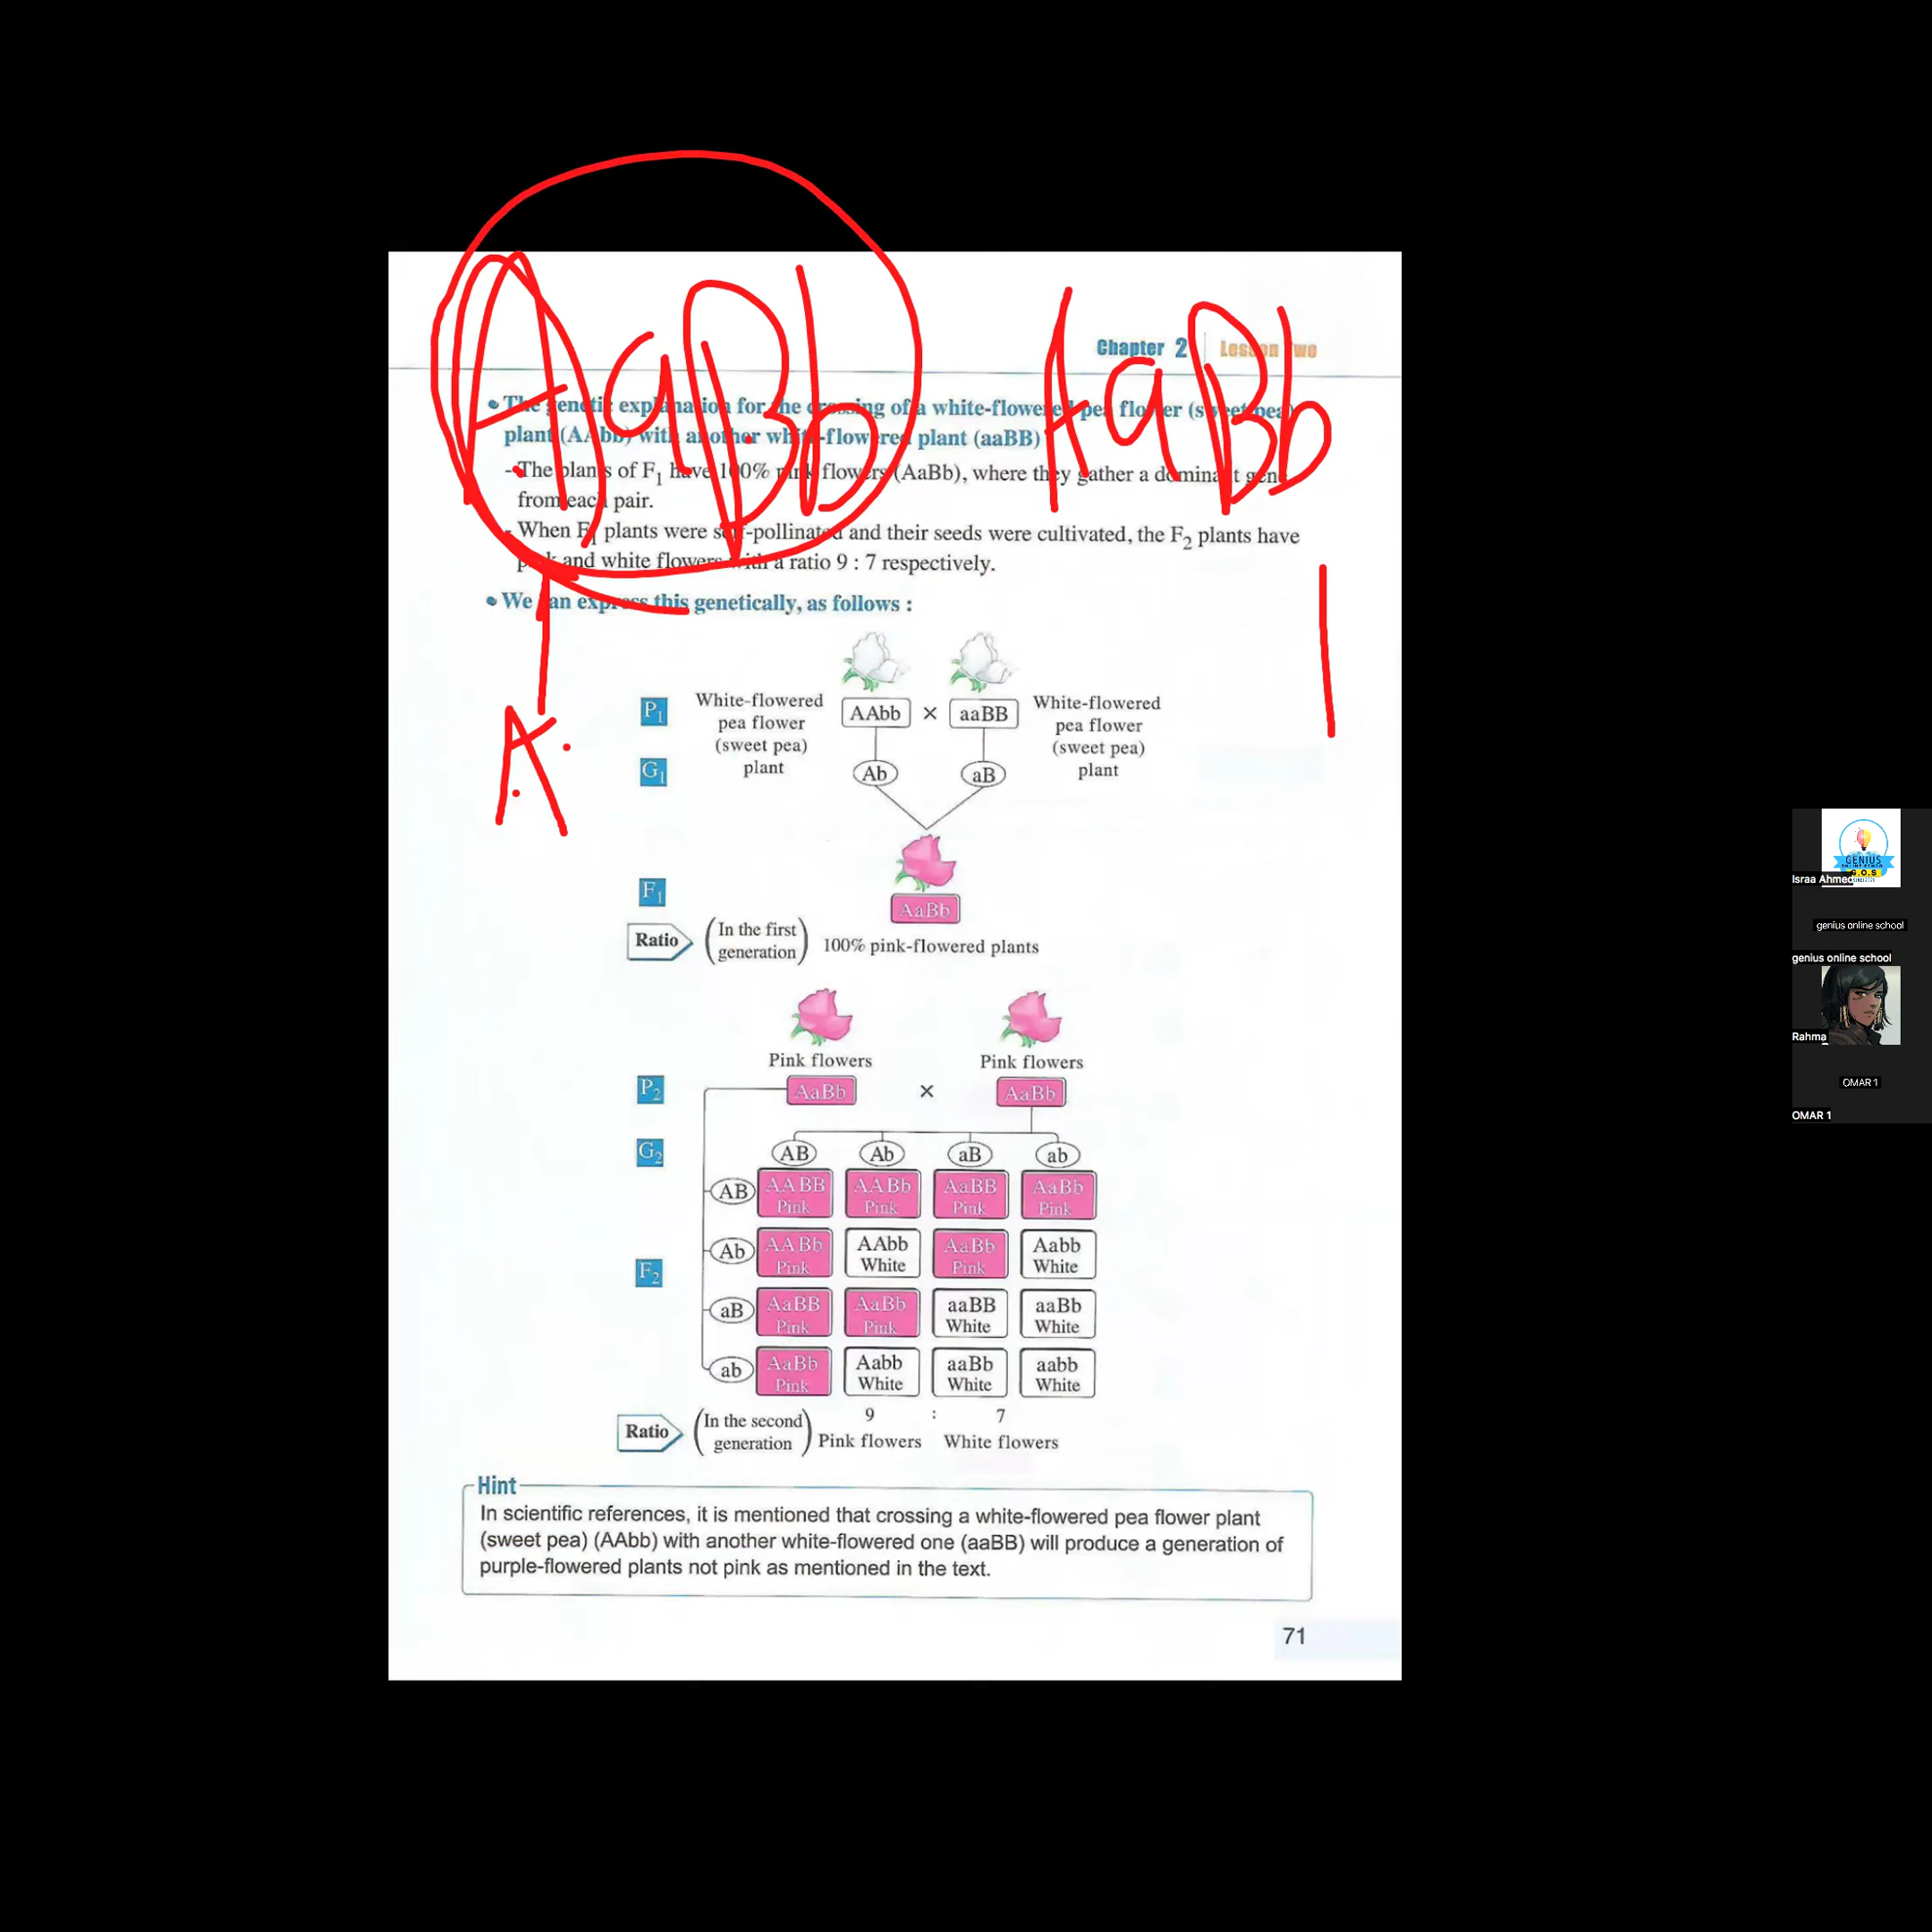 AaBb AaBb
Chapter 2 Lesson Two
• The genetic explanation for the crossing of a white-flowered pea flower (sweet pea)
plant (AAbb) with another white-flowered plant (aaBB)
- The plants of F1 have 100% pink flowers (AaBb), where they gather a dominant gene
from each pair.
- When F1 plants were self-pollinated and their seeds were cultivated, the F2 plants have
pink and white flowers with a ratio 9 : 7 respectively.
• We can express this genetically, as follows :
A
P1 White-flowered pea flower (sweet pea) plant AAbb × aaBB White-flowered pea flower (sweet pea) plant
G1 Ab aB
F1 AaBb
Ratio (In the first generation) 100% pink-flowered plants
Pink flowers Pink flowers
P2 AaBb × AaBb
G2 AB Ab aB ab
AB AABB Pink AABb Pink AaBB Pink AaBb Pink
Ab AABb Pink AAbb White AaBb Pink Aabb White
F2
aB AaBB Pink AaBb Pink aaBB White aaBb White
ab AaBb Pink Aabb White aaBb White aabb White
Ratio (In the second generation) 9 : 7
Pink flowers White flowers
Hint
In scientific references, it is mentioned that crossing a white-flowered pea flower plant
(sweet pea) (AAbb) with another white-flowered one (aaBB) will produce a generation of
purple-flowered plants not pink as mentioned in the text.
71
GENIUS
G.O.S
Israa Ahmed
genius online school
genius online school
Rahma
OMAR 1
OMAR 1